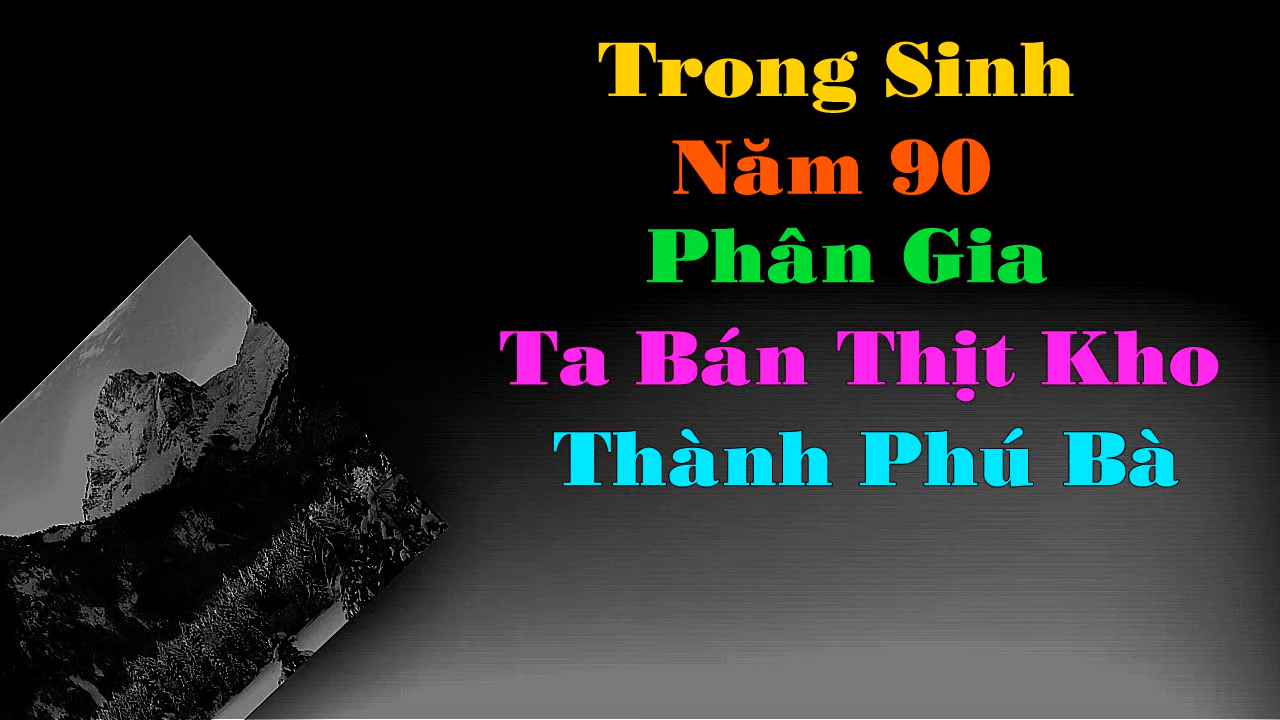 Trong Sinh
Năm 90
Phân Gia
Ta Bán Thịt Kho
Thành Phú Bà